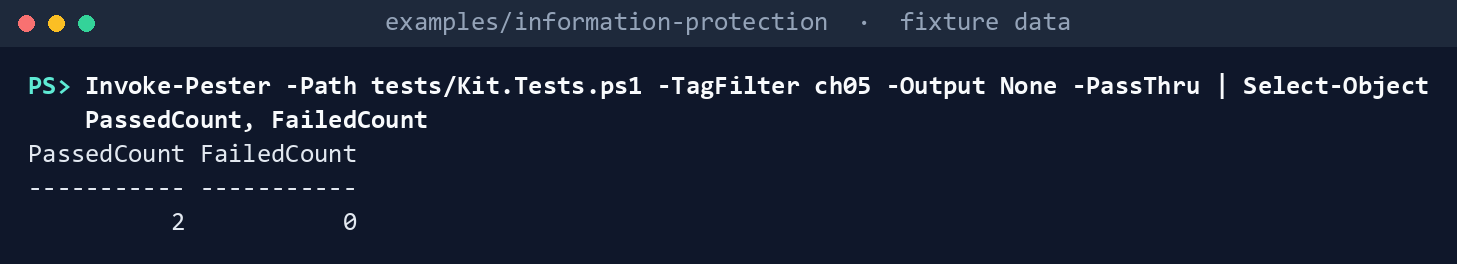 examples/information-protection · fixture data
PS> Invoke-Pester -Path tests/Kit.Tests.ps1 -TagFilter ch05 -Output None -PassThru | Select-Object
PassedCount, FailedCount
PassedCount FailedCount
----------- -----------
2 0